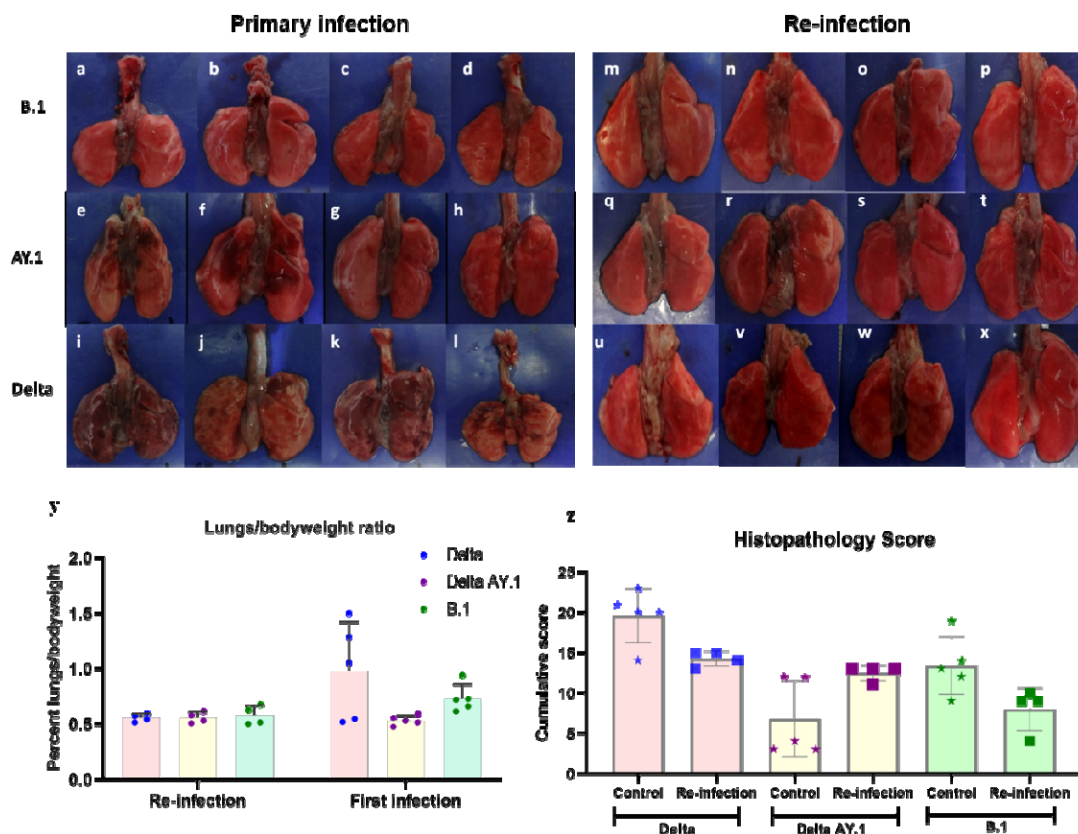 Primary infection
Re-infection
a b c d
m n o p
B.1
e f g h
q r s t
AY.1
i j k l
u v w x
Delta
y
Lungs/bodyweight ratio
Percent lungs/bodyweight
2.0
1.5
1.0
0.5
0.0
Delta
Delta AY.1
B.1
Re-infection First Infection
z
Histopathology Score
Cumulative score
25
20
15
10
5
0
Control Re-infection Control Re-infection Control Re-infection
Delta Delta AY.1 B.1